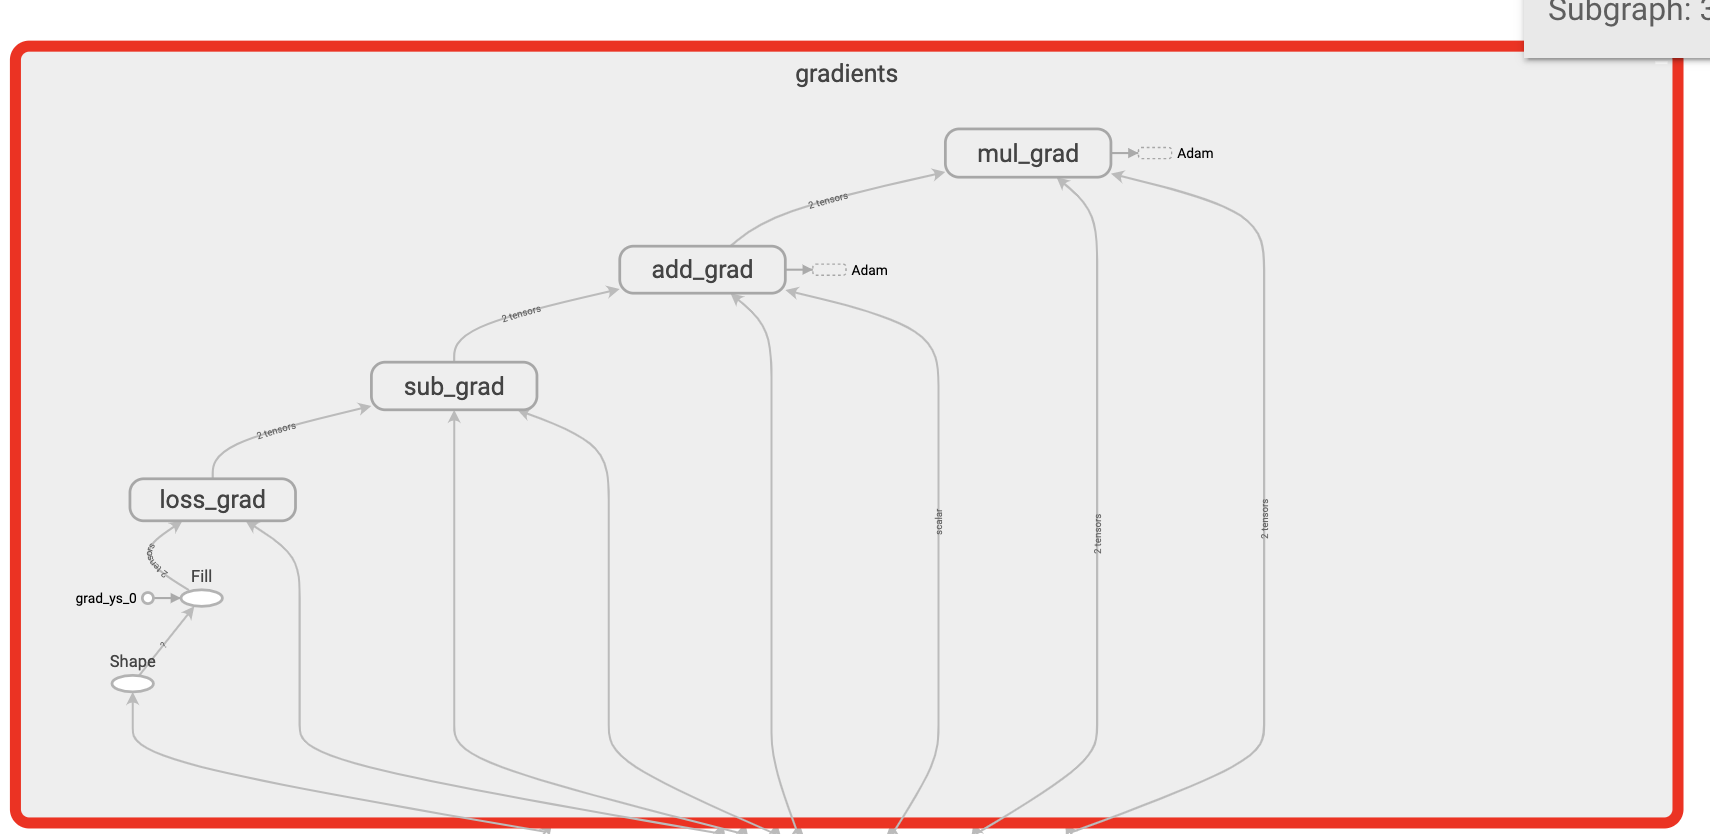 Subgraph: 3
gradients
mul_grad
Adam
2 tensors
add_grad
Adam
2 tensors
sub_grad
2 tensors
loss_grad
scalar
2 tensors
2 tensors
2 tensors
Fill
grad_ys_0
?
Shape